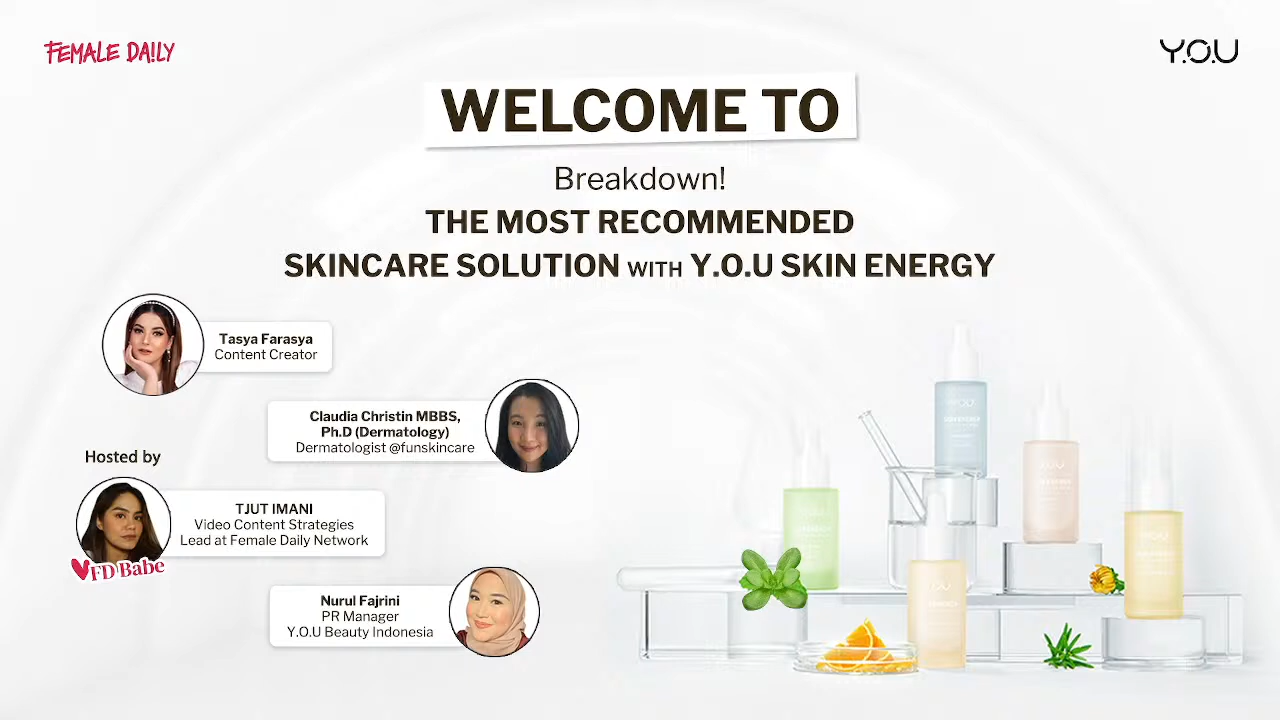 FEMALE DAILY
Y.O.U
WELCOME TO
Breakdown!
THE MOST RECOMMENDED
SKINCARE SOLUTION WITH Y.O.U SKIN ENERGY
Tasya Farasya
Content Creator
Claudia Christin MBBS,
Ph.D (Dermatology)
Dermatologist @funskincare
Hosted by
TJUT IMANI
Video Content Strategies
Lead at Female Daily Network
FD Babe
Nurul Fajrini
PR Manager
Y.O.U Beauty Indonesia
Y.O.U
Y.O.U
Y.O.U
Y.O.U